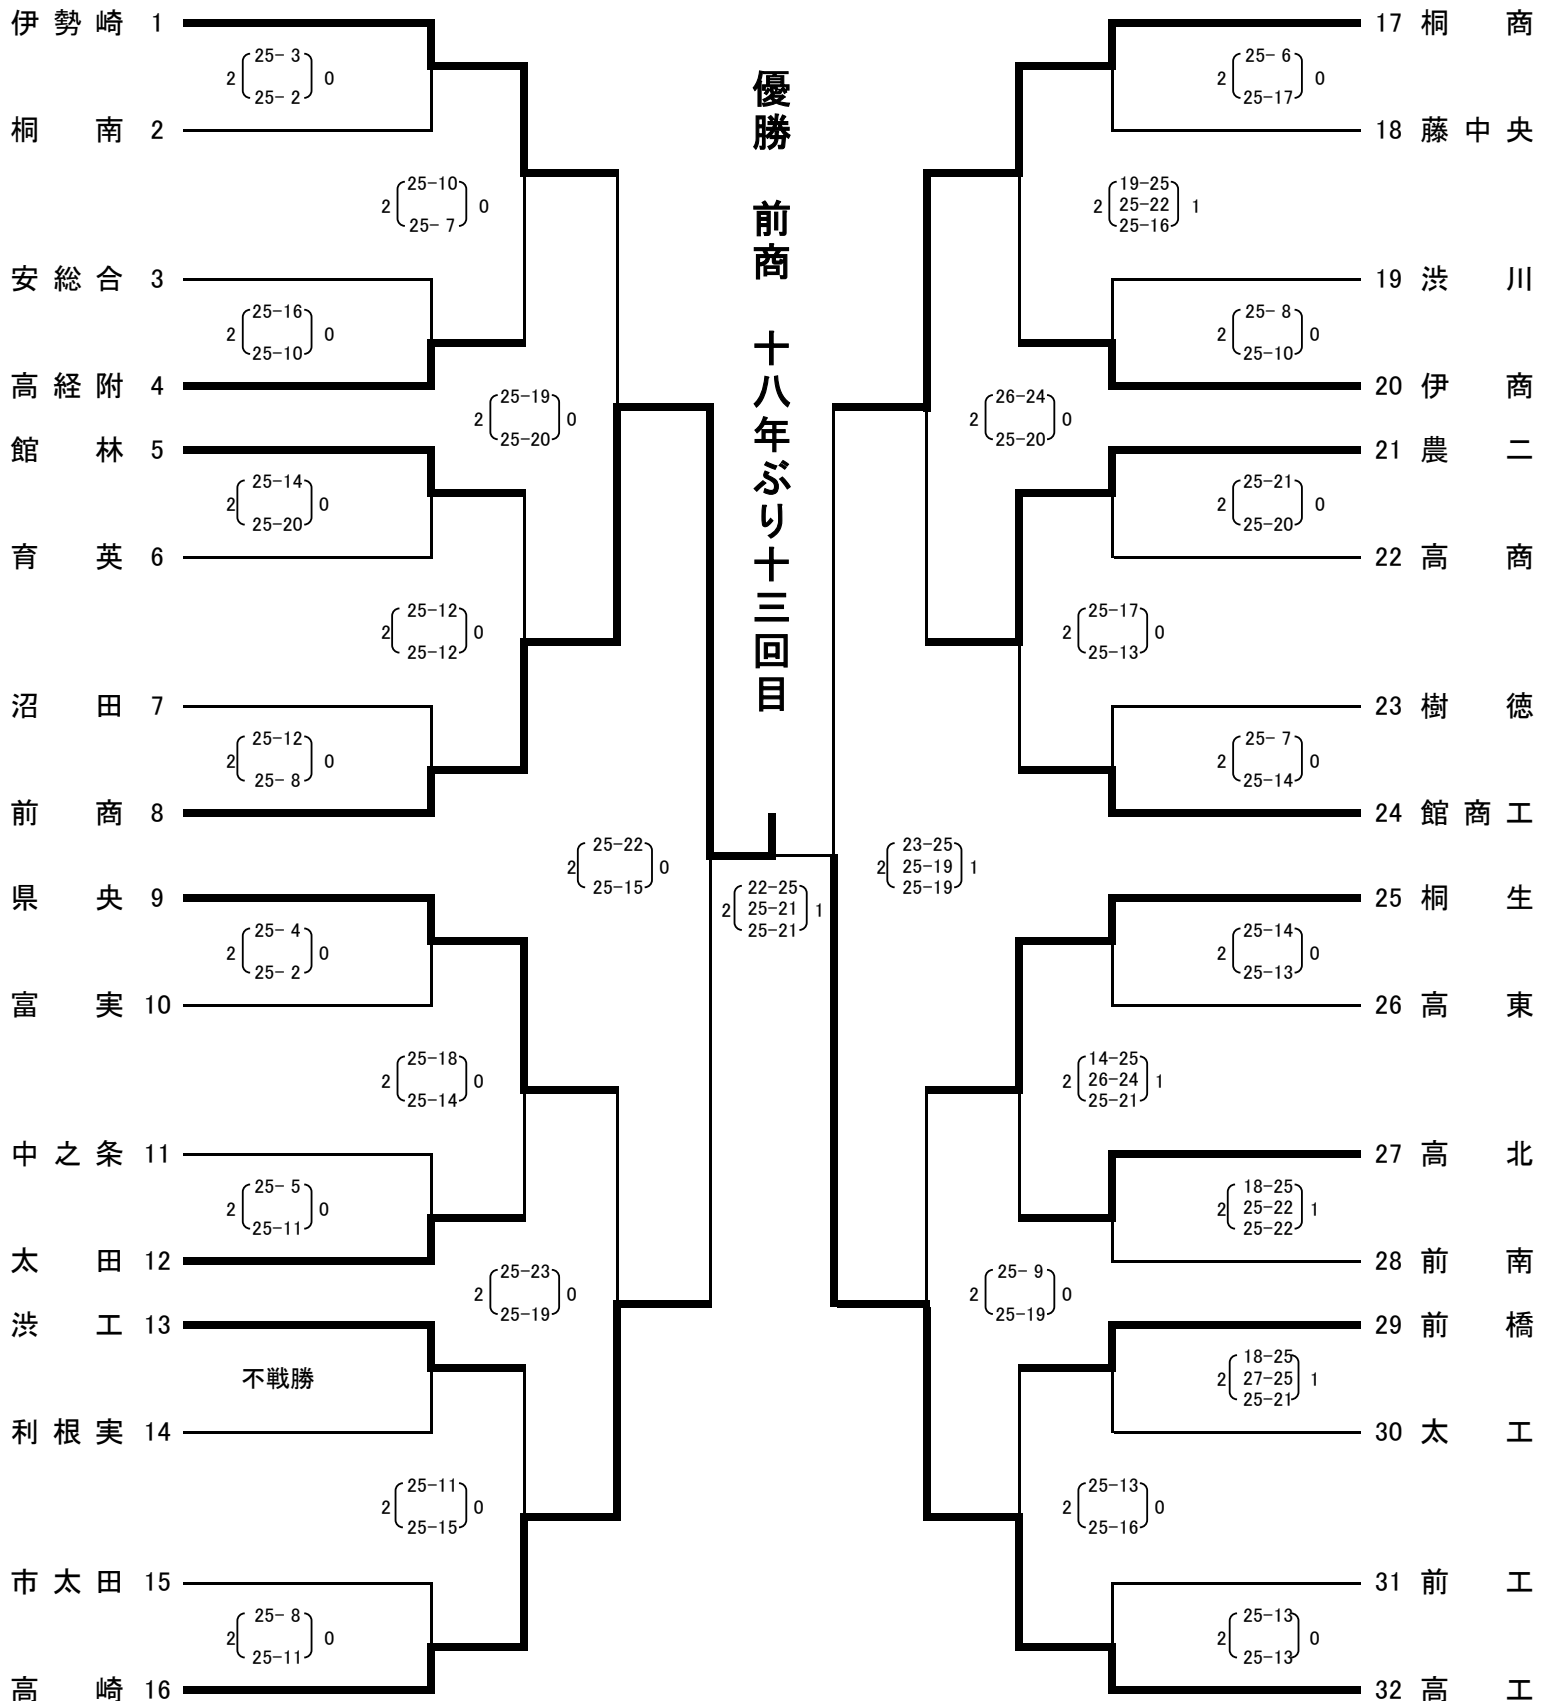 伊勢崎 1
2 25- 3 0
25- 2
桐南 2
2 25-10 0
25- 7
安総合 3
2 25-16 0
25-10
高経附 4
2 25-19 0
25-20
館林 5
2 25-14 0
25-20
育英 6
2 25-12 0
25-12
沼田 7
2 25-12 0
25- 8
前商 8
2 25-22 0
25-15
県央 9
2 25- 4 0
25- 2
富実 10
2 25-18 0
25-14
中之条 11
2 25- 5 0
25-11
太田 12
2 25-23 0
25-19
渋工 13
不戦勝
利根実 14
2 25-11 0
25-15
市太田 15
2 25- 8 0
25-11
高崎 16
優勝 前商 十八年ぶり十三回目
22-25
2 25-21 1
25-21
17 桐商
2 25- 6 0
25-17
18 藤中央
19-25
2 25-22 1
25-16
19 渋川
2 25- 8 0
25-10
20 伊商
2 26-24 0
25-20
21 農二
2 25-21 0
25-20
22 高商
2 25-17 0
25-13
23 樹徳
2 25- 7 0
25-14
24 館商工
23-25
2 25-19 1
25-19
25 桐生
2 25-14 0
25-13
26 高東
14-25
2 26-24 1
25-21
27 高北
18-25
2 25-22 1
25-22
28 前南
2 25- 9 0
25-19
29 前橋
18-25
2 27-25 1
25-21
30 太工
2 25-13 0
25-16
31 前工
2 25-13 0
25-13
32 高工